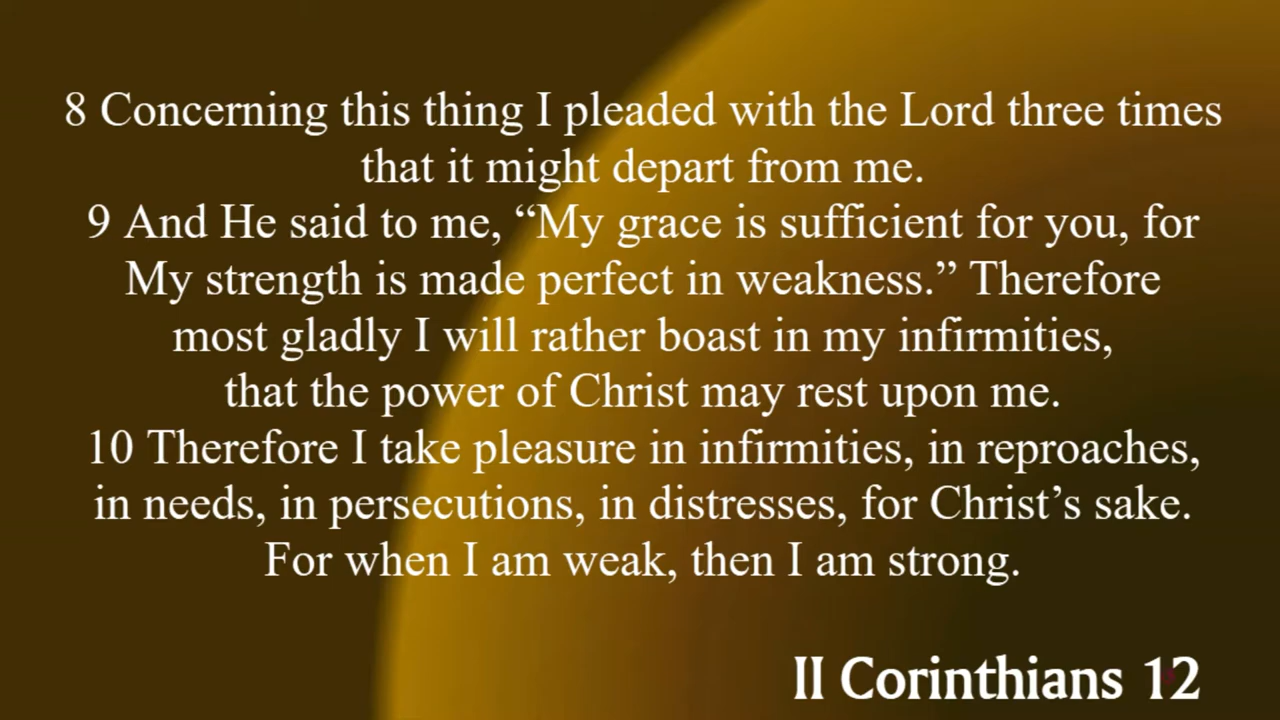 8 Concerning this thing I pleaded with the Lord three times
that it might depart from me.
9 And He said to me, “My grace is sufficient for you, for
My strength is made perfect in weakness.” Therefore
most gladly I will rather boast in my infirmities,
that the power of Christ may rest upon me.
10 Therefore I take pleasure in infirmities, in reproaches,
in needs, in persecutions, in distresses, for Christ’s sake.
For when I am weak, then I am strong.
II Corinthians 12